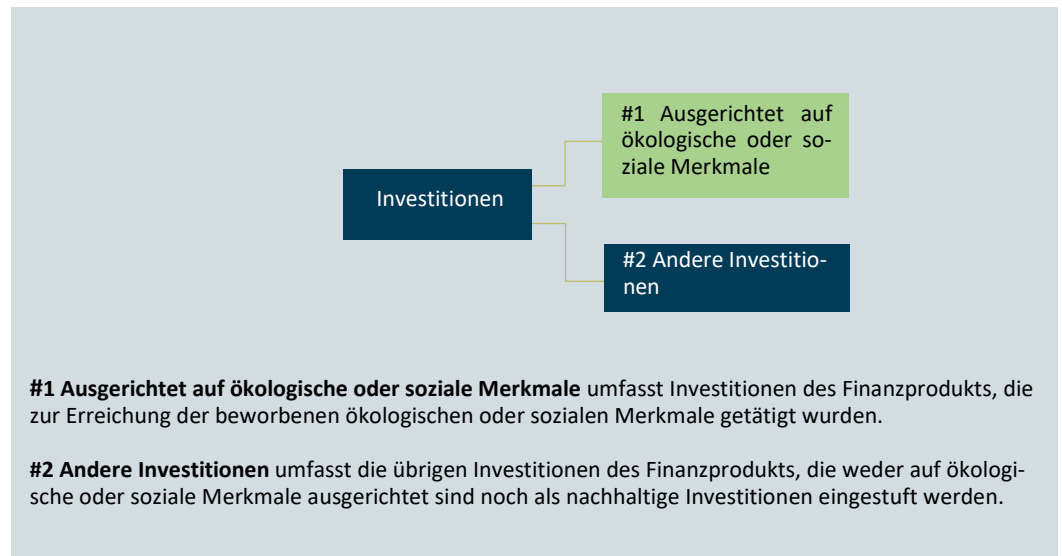 #1 Ausgerichtet auf
ökologische oder so-
ziale Merkmale
Investitionen
#2 Andere Investitio-
nen
#1 Ausgerichtet auf ökologische oder soziale Merkmale umfasst Investitionen des Finanzprodukts, die
zur Erreichung der beworbenen ökologischen oder sozialen Merkmale getätigt wurden.
#2 Andere Investitionen umfasst die übrigen Investitionen des Finanzprodukts, die weder auf ökologi-
sche oder soziale Merkmale ausgerichtet sind noch als nachhaltige Investitionen eingestuft werden.